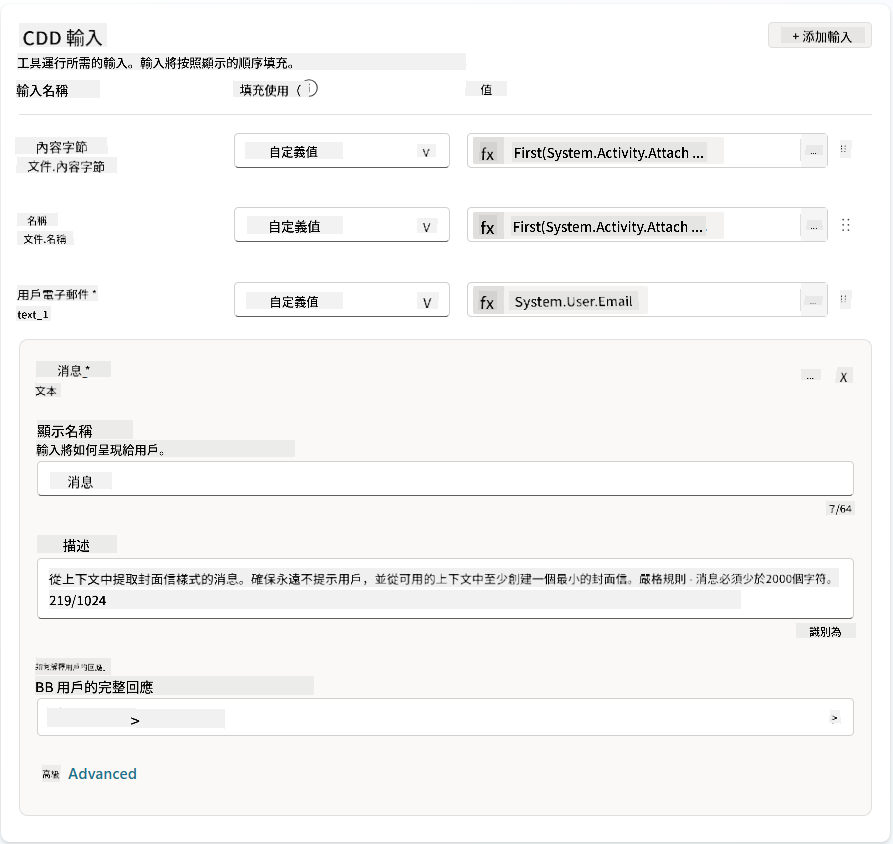 CDD 輸入
+ 添加輸入
工具運行所需的輸入。輸入將按照顯示的順序填充。
輸入名稱 填充使用 ( i 值
內容字節
文件.內容字節
自定義值 V
fx First(System.Activity.Attach ... ...
名稱
文件.名稱
自定義值 V
fx First(System.Activity.Attach ... ...
用戶電子郵件 *
text_1
自定義值 V
fx System.User.Email ...
消息 *
文本
... X
顯示名稱
輸入將如何呈現給用戶。
消息
7/64
描述
從上下文中提取封面信樣式的消息。確保永遠不提示用戶，並從可用的上下文中至少創建一個最小的封面信。嚴格規則 - 消息必須少於2000個字符。
219/1024
識別為
如何解釋用戶的回應。
BB 用戶的完整回應
> >
高級 Advanced